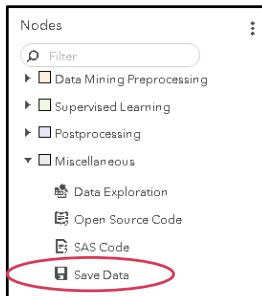 Nodes
Filter
Data Mining Preprocessing
Supervised Learning
Postprocessing
Miscellaneous
Data Exploration
Open Source Code
SAS Code
Save Data